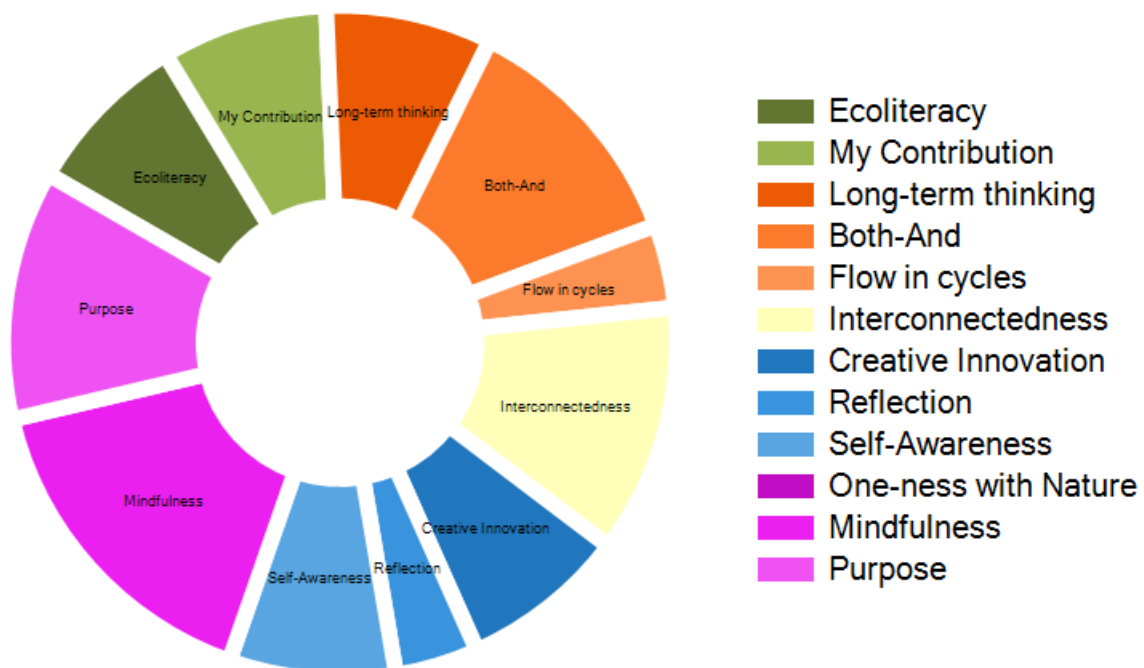 My Contribution
Long-term thinking
Both-And
Ecoliteracy
Flow in cycles
Purpose
Interconnectedness
Mindfulness
Creative Innovation
Reflection
Self-Awareness
Ecoliteracy
My Contribution
Long-term thinking
Both-And
Flow in cycles
Interconnectedness
Creative Innovation
Reflection
Self-Awareness
One-ness with Nature
Mindfulness
Purpose